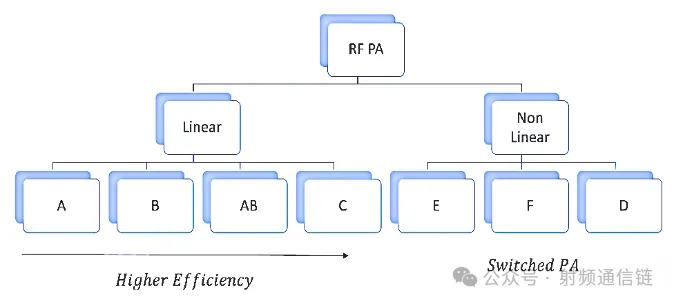 RF PA
Linear
Non
Linear
A
B
AB
C
E
F
D
Higher Efficiency
Switched PA
公众号 · 射频通信链